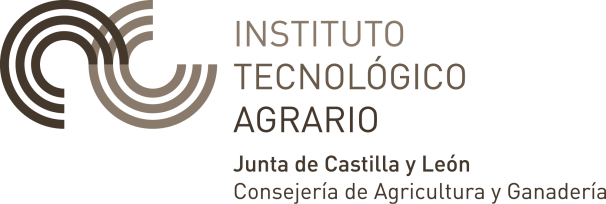 INSTITUTO
TECNOLÓGICO
AGRARIO
Junta de Castilla y León
Consejería de Agricultura y Ganadería